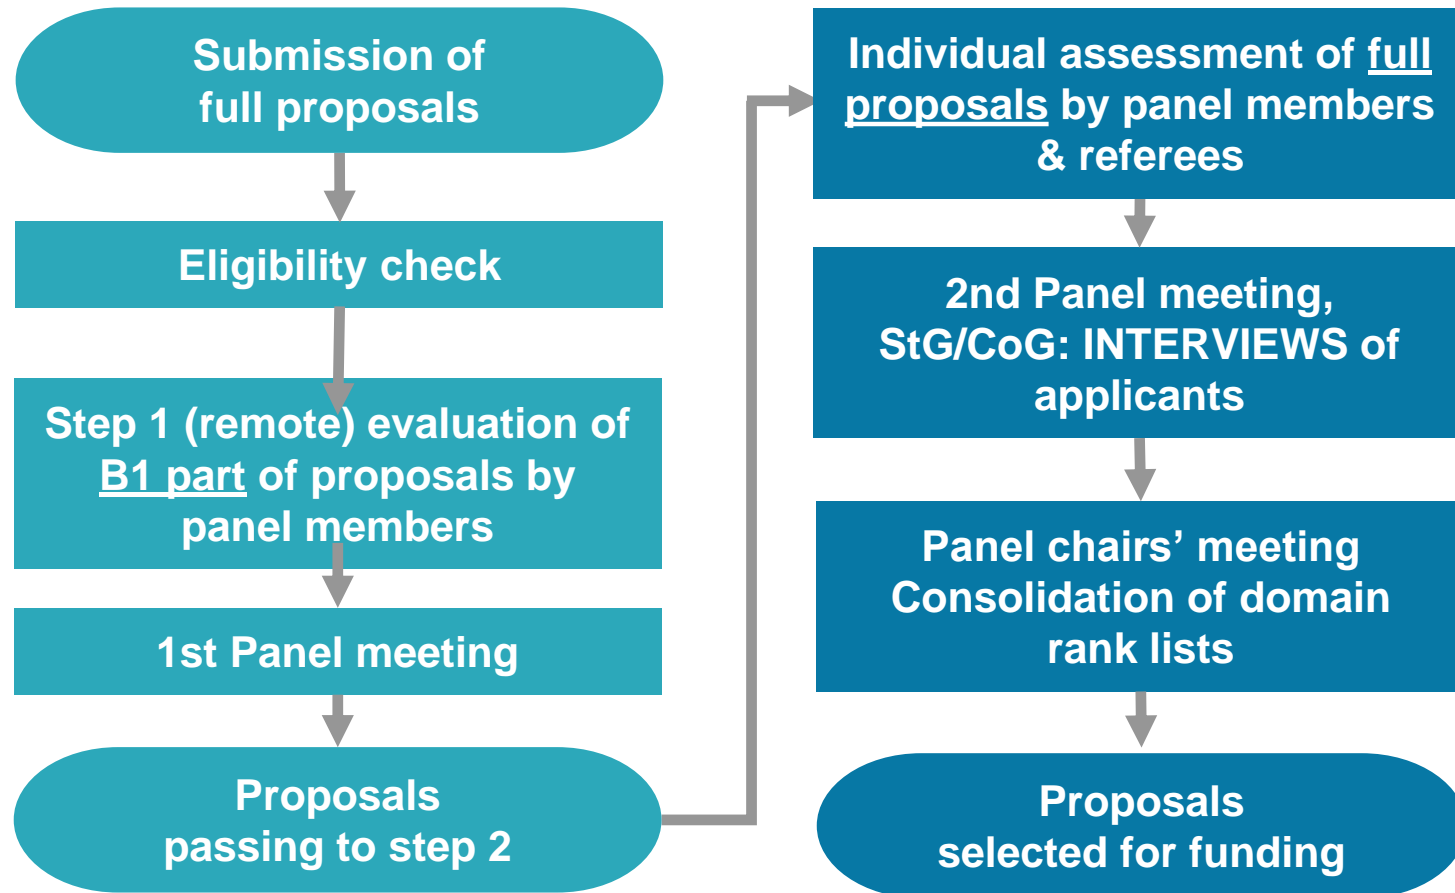 Submission of
full proposals
Eligibility check
Step 1 (remote) evaluation of
B1 part of proposals by
panel members
1st Panel meeting
Proposals
passing to step 2
Individual assessment of full
proposals by panel members
& referees
2nd Panel meeting,
StG/CoG: INTERVIEWS of
applicants
Panel chairs’ meeting
Consolidation of domain
rank lists
Proposals
selected for funding